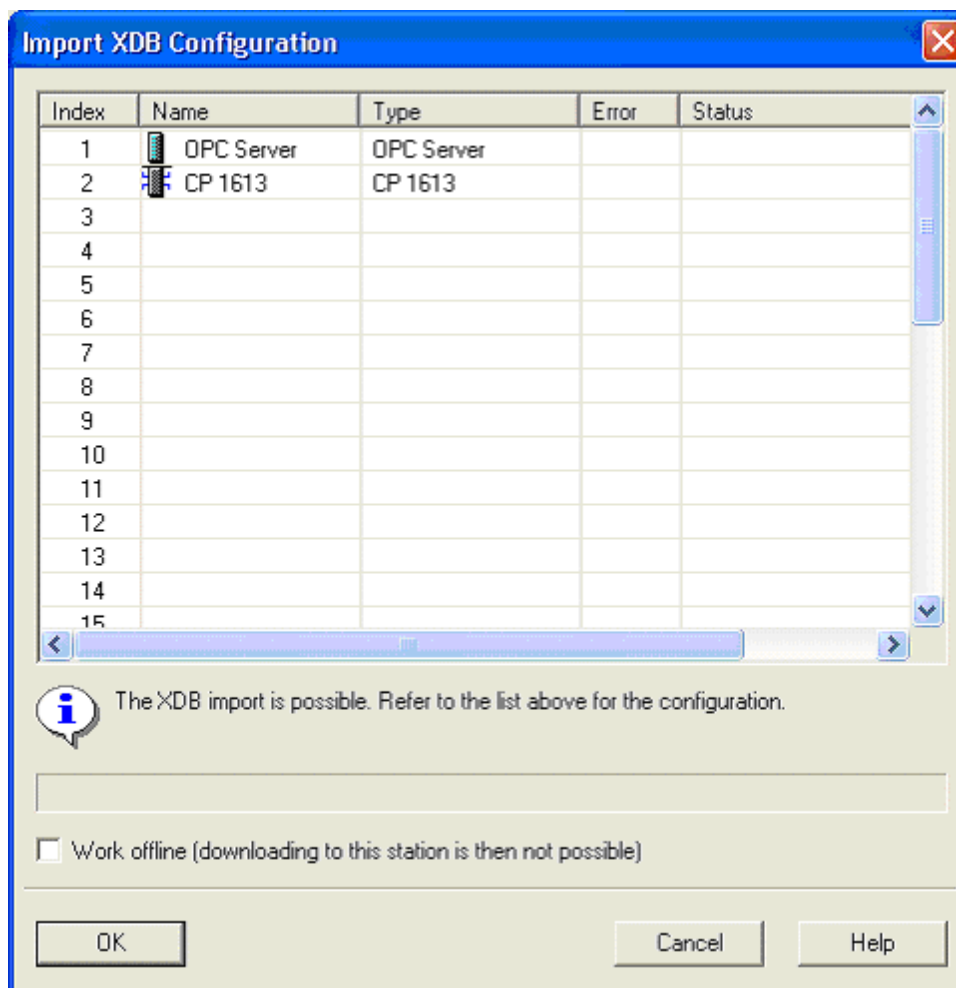 Import XDB Configuration
Index Name Type Error Status
1 OPC Server OPC Server
2 CP 1613 CP 1613
3
4
5
6
7
8
9
10
11
12
13
14
15
The XDB import is possible. Refer to the list above for the configuration.
Work offline (downloading to this station is then not possible)
OK Cancel Help